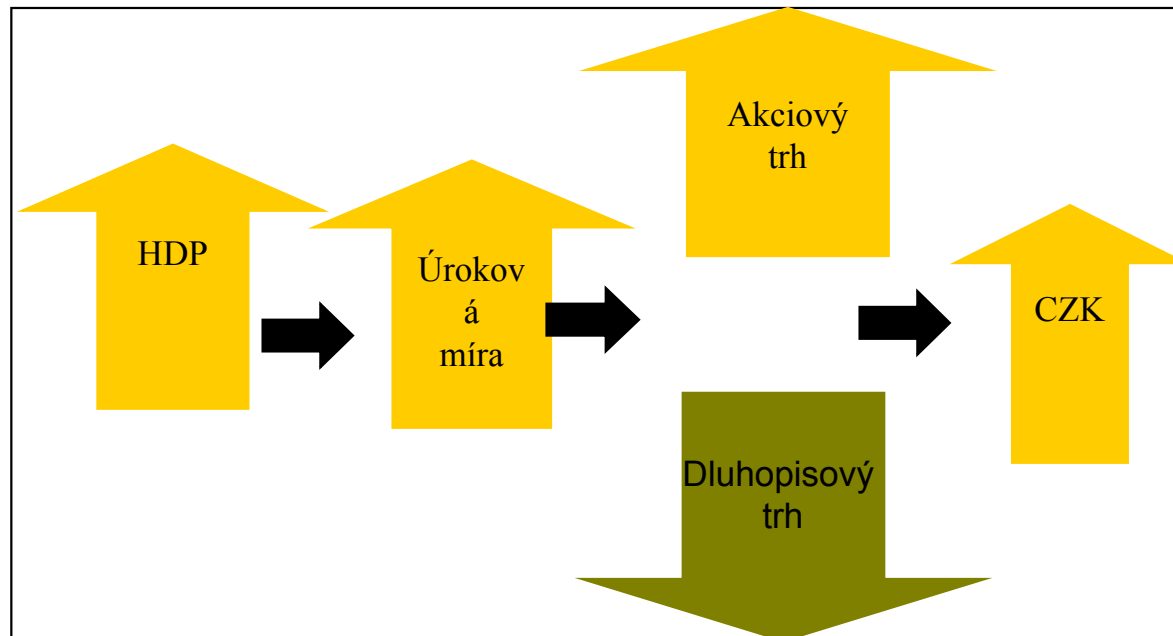 HDP
Úrokov
á
míra
Akciový
trh
Dluhopisový
trh
CZK